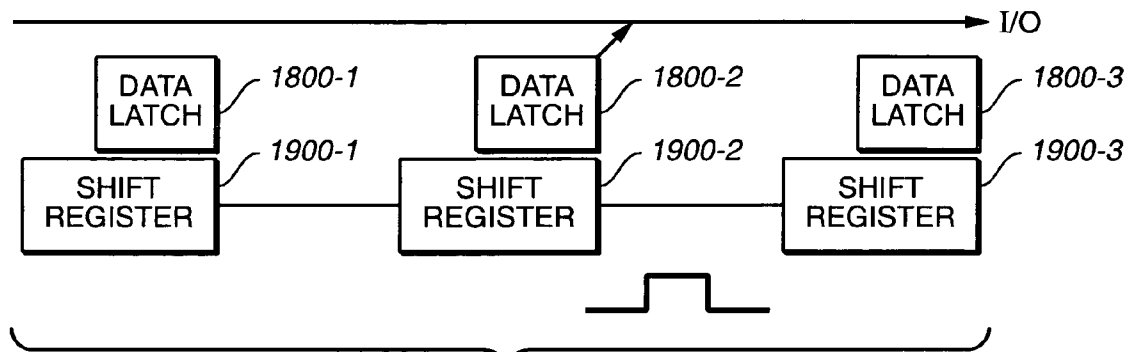 I/O
DATA
LATCH
1800-1
DATA
LATCH
1800-2
DATA
LATCH
1800-3
SHIFT
REGISTER
1900-1
SHIFT
REGISTER
1900-2
SHIFT
REGISTER
1900-3